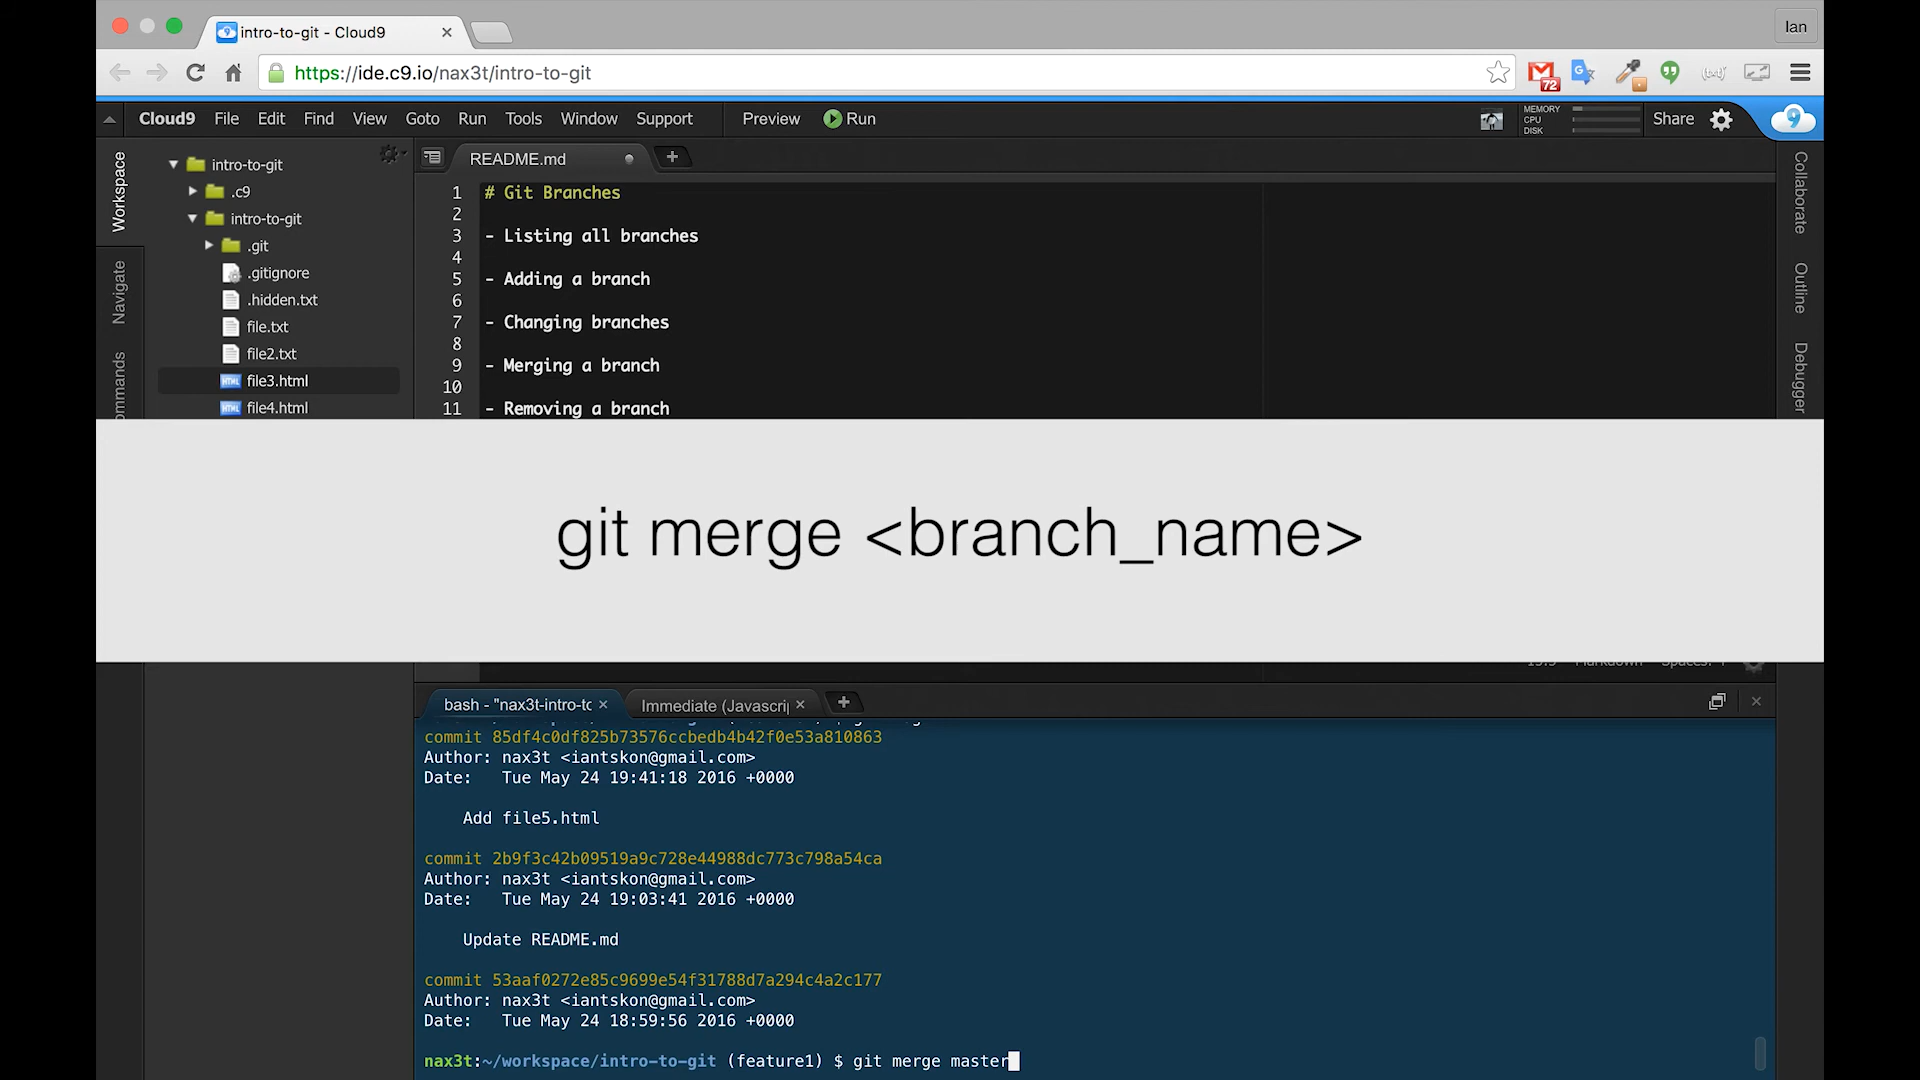 intro-to-git - Cloud9
Ian
https://ide.c9.io/nax3t/intro-to-git
72
Cloud9 File Edit Find View Goto Run Tools Window Support Preview Run
MEMORY
CPU
DISK
Share
Workspace
Navigate
Collaborate
Outline
Debugger
intro-to-git
.c9
intro-to-git
.git
.gitignore
.hidden.txt
file.txt
file2.txt
file3.html
file4.html
README.md
1 # Git Branches
2
3 - Listing all branches
4
5 - Adding a branch
6
7 - Changing branches
8
9 - Merging a branch
10
11 - Removing a branch
git merge <branch_name>
bash - "nax3t-intro-to
Immediate (Javascri
commit 85df4c0df825b73576ccbedb4b42f0e53a810863
Author: nax3t <iantskon@gmail.com>
Date: Tue May 24 19:41:18 2016 +0000
Add file5.html
commit 2b9f3c42b09519a9c728e44988dc773c798a54ca
Author: nax3t <iantskon@gmail.com>
Date: Tue May 24 19:03:41 2016 +0000
Update README.md
commit 53aaf0272e85c9699e54f31788d7a294c4a2c177
Author: nax3t <iantskon@gmail.com>
Date: Tue May 24 18:59:56 2016 +0000
nax3t:~/workspace/intro-to-git (feature1) $ git merge master